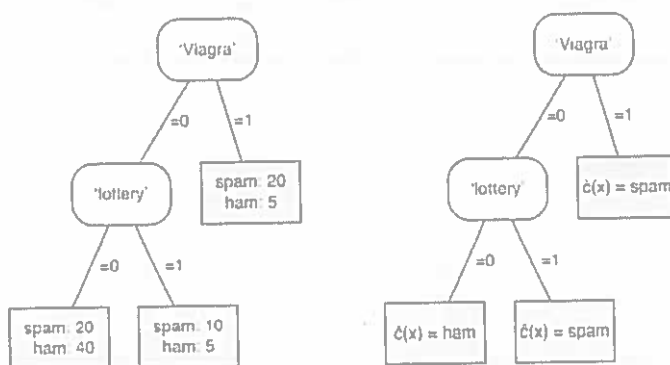 'Viagra'
=0
=1
'lottery'
spam: 20
ham: 5
=0
=1
spam: 20
ham: 40
spam: 10
ham: 5
'Viagra'
=0
=1
'lottery'
ĉ(x) = spam
=0
=1
ĉ(x) = ham
ĉ(x) = spam